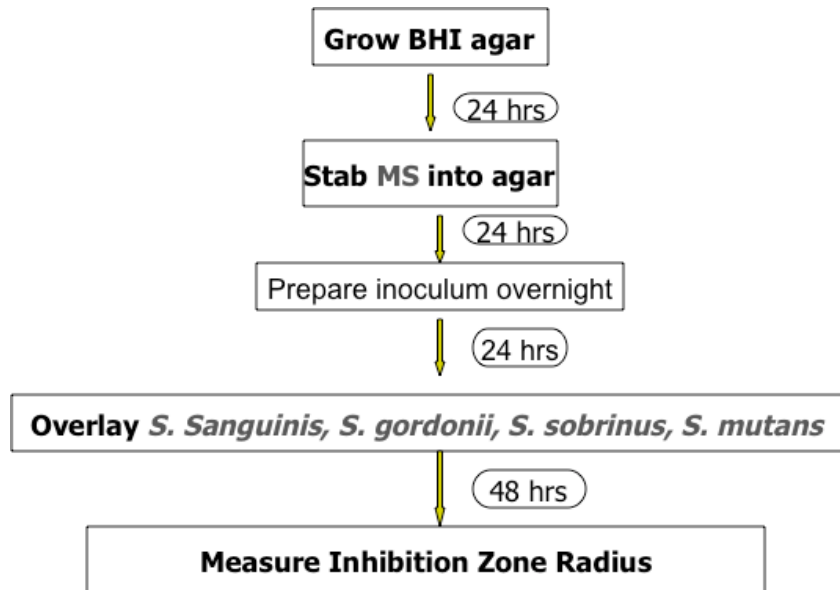 Grow BHI agar
24 hrs
Stab MS into agar
24 hrs
Prepare inoculum overnight
24 hrs
Overlay S. Sanguinis, S. gordonii, S. sobrinus, S. mutans
48 hrs
Measure Inhibition Zone Radius